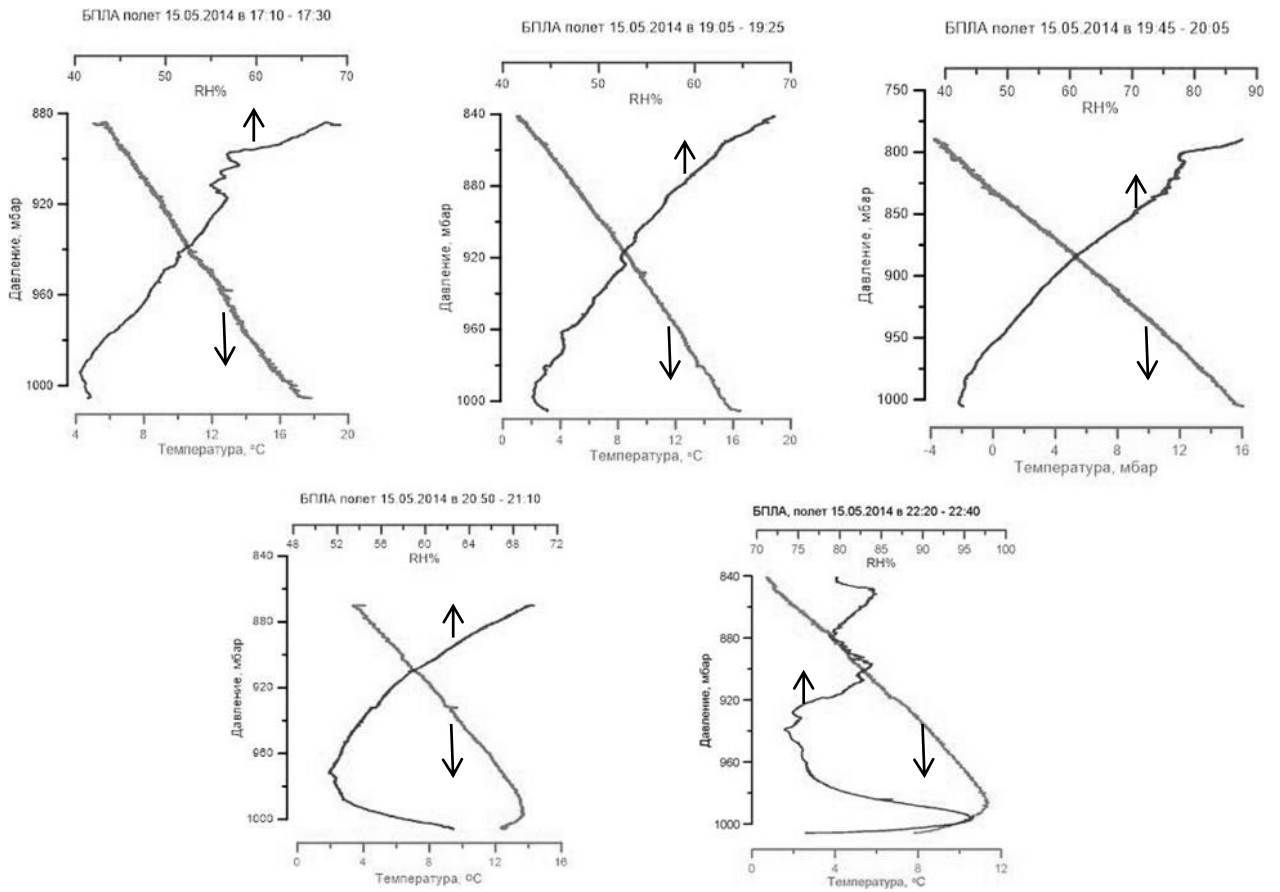 БПЛА полет 15.05.2014 в 17:10 - 17:30
40 50 60 70
RH%
880
920
960
1000
Давление, мбар
4 8 12 16 20
Температура, °C
БПЛА полет 15.05.2014 в 19:05 - 19:25
40 50 60 70
RH%
840
880
920
960
1000
Давление, мбар
0 4 8 12 16 20
Температура, °C
БПЛА полет 15.05.2014 в 19:45 - 20:05
40 50 60 70 80 90
RH%
750
800
850
900
950
1000
Давление, мбар
-4 0 4 8 12 16
Температура, мбар
БПЛА полет 15.05.2014 в 20:50 - 21:10
48 52 56 60 64 68 72
RH%
840
880
920
960
1000
Давление, мбар
0 4 8 12 16
Температура, °C
БПЛА, полет 15.05.2014 в 22:20 - 22:40
70 75 80 85 90 95 100
RH%
840
880
920
960
1000
Давление, мбар
0 4 8 12
Температура, °C